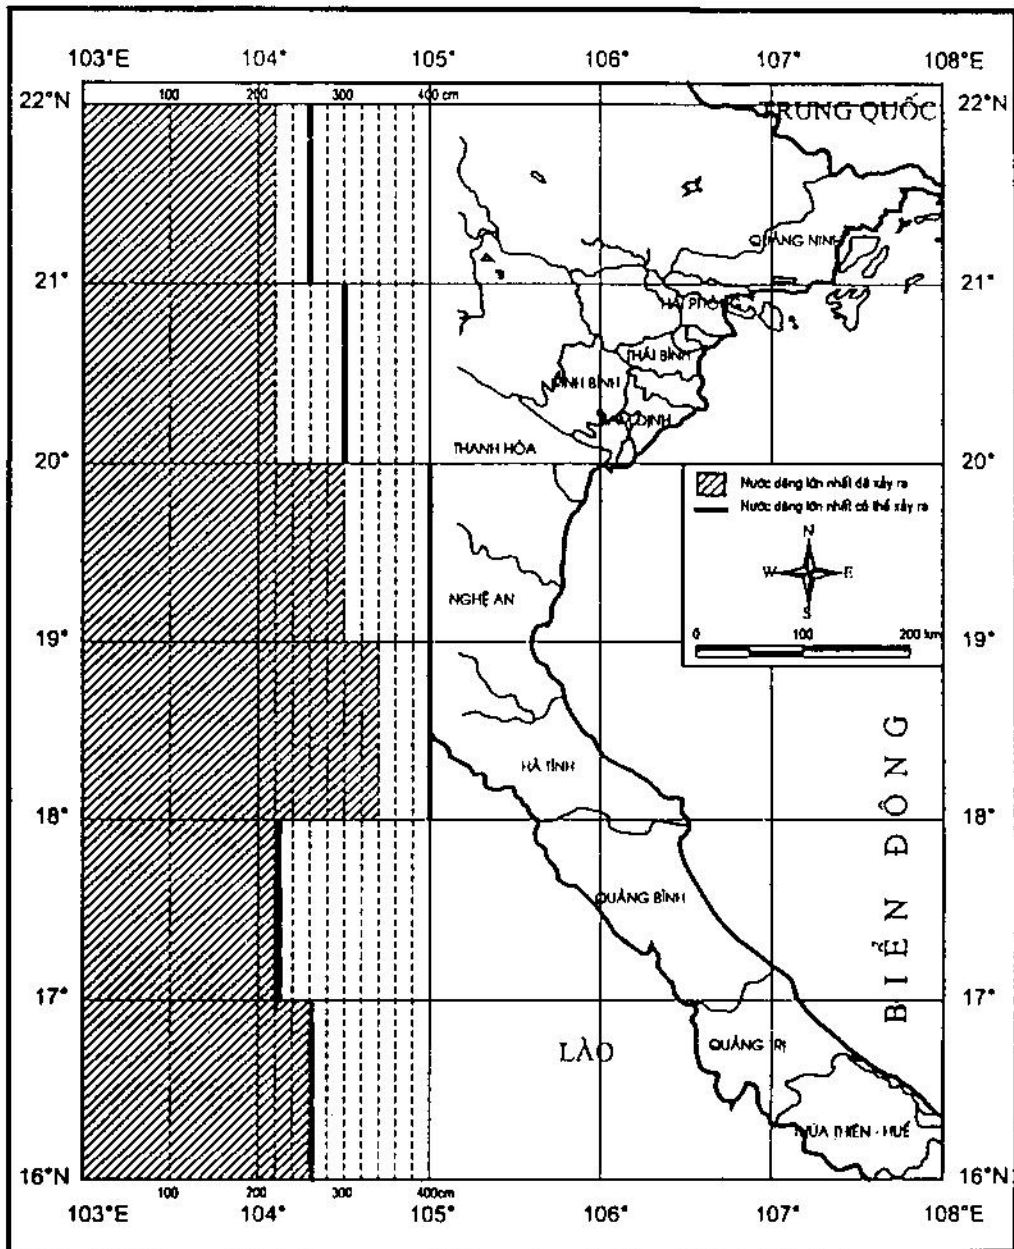 103°E 104° 105° 106° 107° 108°E
100 200 300 400 cm
22°N 22°N
TRUNG QUỐC
QUẢNG NINH
21° 21°
HẢI PHÒNG
THÁI BÌNH
NINH BÌNH
NAM ĐỊNH
THANH HÓA
20° 20°
Nước dâng lớn nhất đã xảy ra
Nước dâng lớn nhất có thể xảy ra
N
W E
S
NGHỆ AN
19° 0 100 200 km 19°
HÀ TĨNH
18° 18°
QUẢNG BÌNH
BIỂN ĐÔNG
17° 17°
LÀO
QUẢNG TRỊ
THỪA THIÊN - HUẾ
16°N 16°N
100 200 300 400cm
103°E 104° 105° 106° 107° 108°E